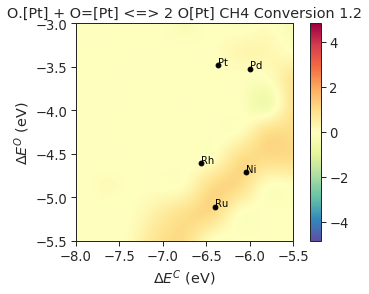 O.[Pt] + O=[Pt] <=> 2 O[Pt] CH4 Conversion 1.2
−3.0
−3.5
−4.0
−4.5
−5.0
−5.5
ΔE^O (eV)
Pt
Pd
Rh
Ni
Ru
−8.0 −7.5 −7.0 −6.5 −6.0 −5.5
ΔE^C (eV)
4
2
0
−2
−4